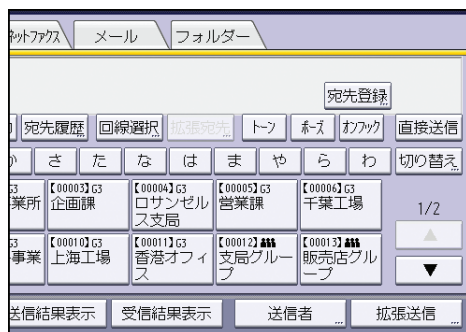 ネットファクス メール フォルダー
宛先登録
宛先履歴 回線選択 拡張宛先 トーン ポーズ オンフック 直接送信
か さ た な は ま や ら わ 切り替え
G3 【00003】G3 【00004】G3 【00005】G3 【00006】G3
業所 企画課 ロサンゼル 営業課 千葉工場 1/2
ス支局
G3 【00010】G3 【00011】G3 【00012】 【00013】
事業 上海工場 香港オフィ 支局グルー 販売店グル
ス プ ープ
送信結果表示 受信結果表示 送信者 拡張送信